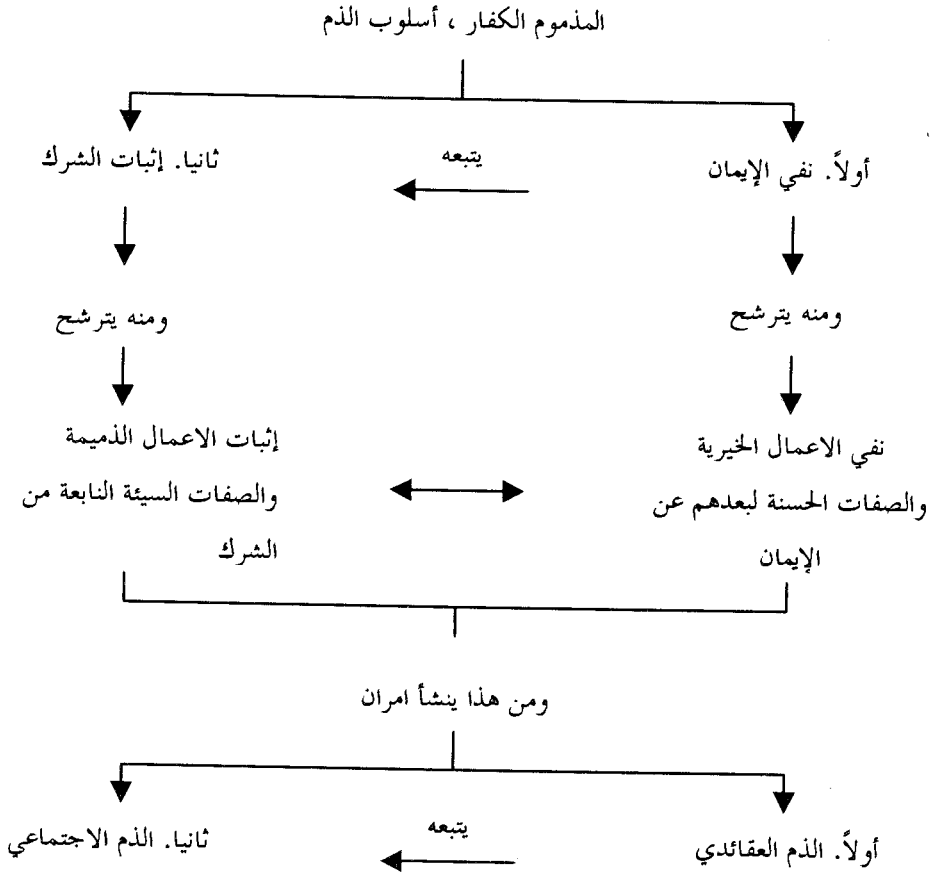 المذموم الكفار ، أسلوب الذم
أولاً. نفي الإيمان
يتبعه
ثانيا. إثبات الشرك
ومنه يترشح
ومنه يترشح
نفي الاعمال الخيرية
والصفات الحسنة لبعدهم عن
الإيمان
إثبات الاعمال الذميمة
والصفات السيئة النابعة من
الشرك
ومن هذا ينشأ امران
أولاً. الذم العقائدي
يتبعه
ثانيا. الذم الاجتماعي